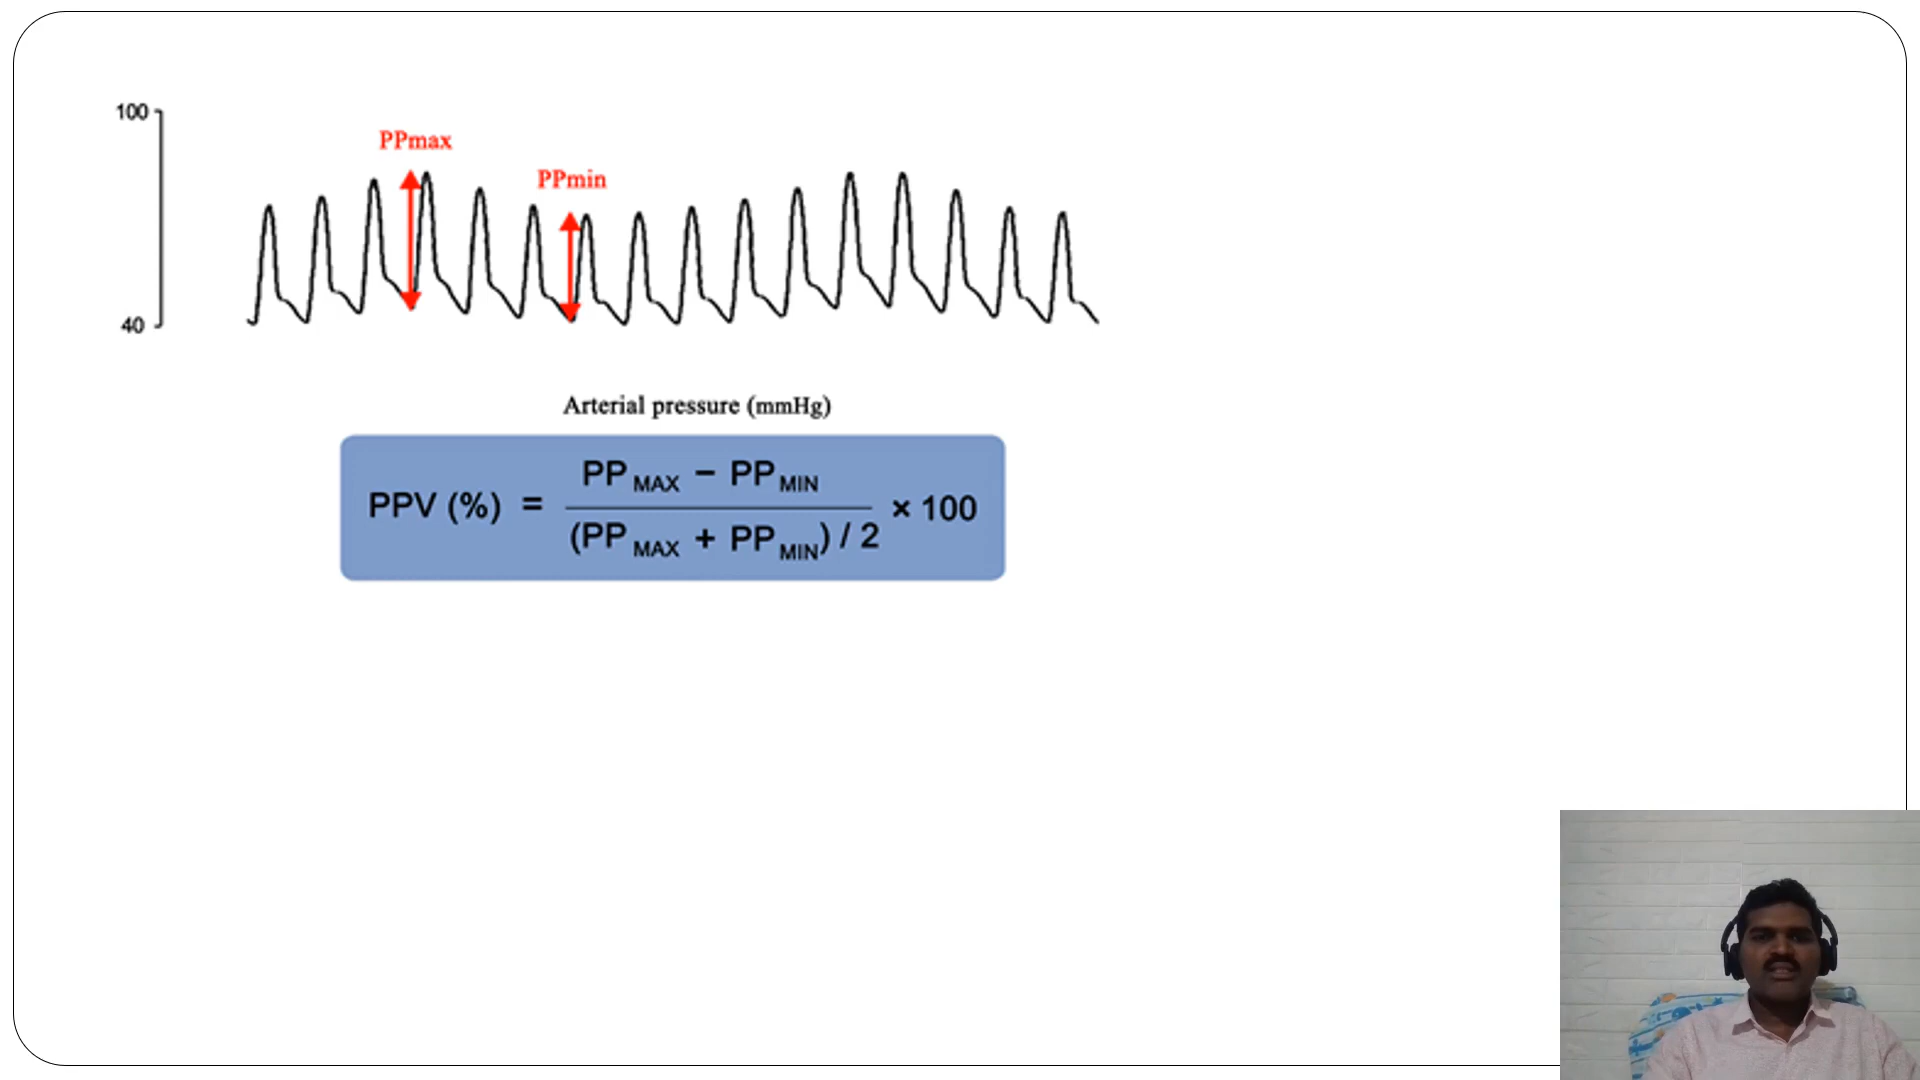 100
PPmax
PPmin
40
Arterial pressure (mmHg)
PPV (%) = PP MAX − PP MIN / (PP MAX + PP MIN) / 2 × 100